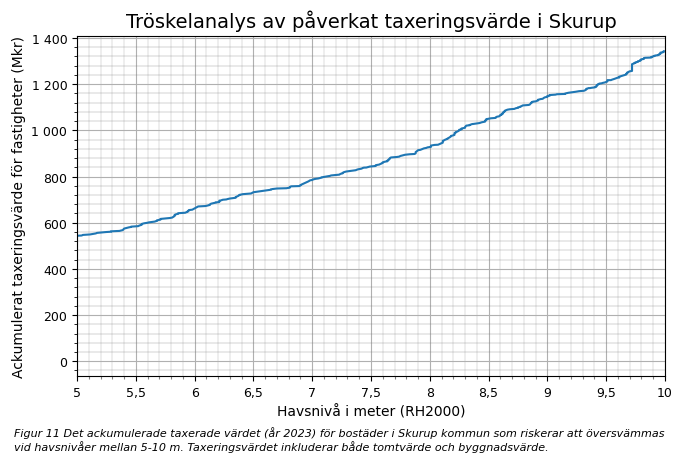 Tröskelanalys av påverkat taxeringsvärde i Skurup
Ackumulerat taxeringsvärde för fastigheter (Mkr)
1 400
1 200
1 000
800
600
400
200
0
5 5,5 6 6,5 7 7,5 8 8,5 9 9,5 10
Havsnivå i meter (RH2000)
Figur 11 Det ackumulerade taxerade värdet (år 2023) för bostäder i Skurup kommun som riskerar att översvämmas
vid havsnivåer mellan 5-10 m. Taxeringsvärdet inkluderar både tomtvärde och byggnadsvärde.